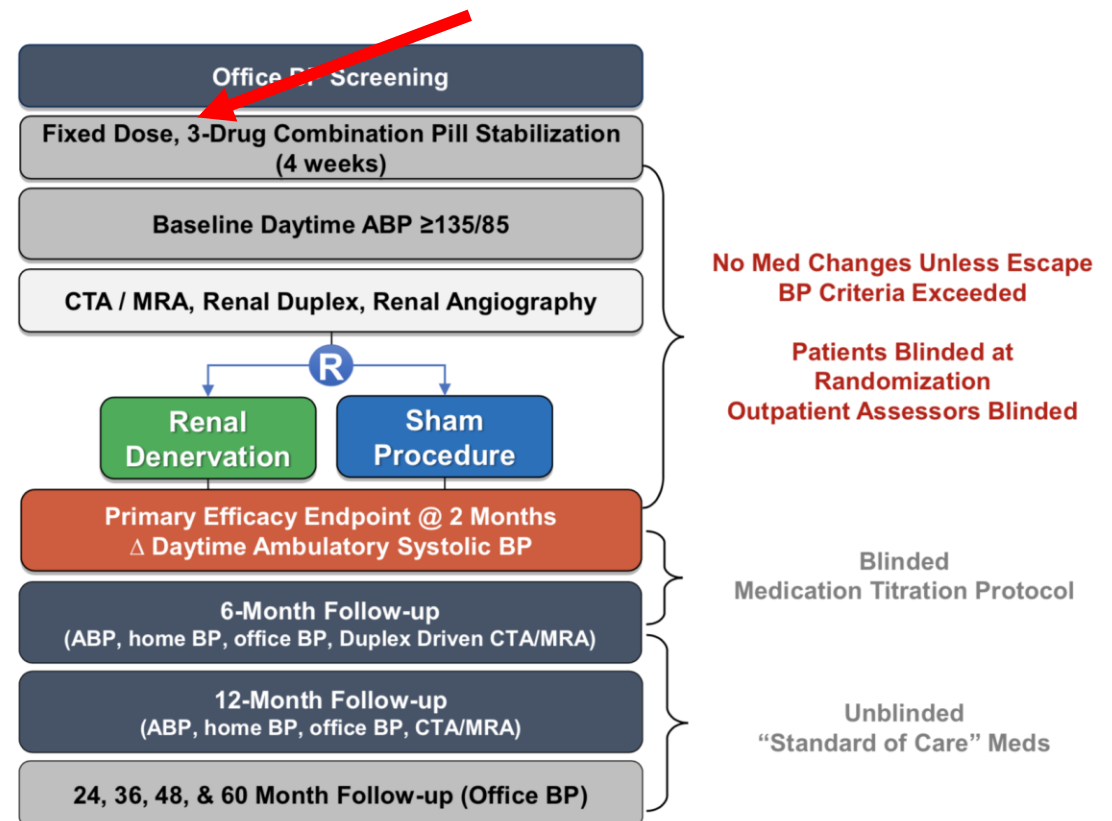 Office BP Screening
Fixed Dose, 3-Drug Combination Pill Stabilization
(4 weeks)
Baseline Daytime ABP ≥135/85
CTA / MRA, Renal Duplex, Renal Angiography
R
Renal
Denervation
Sham
Procedure
Primary Efficacy Endpoint @ 2 Months
Δ Daytime Ambulatory Systolic BP
6-Month Follow-up
(ABP, home BP, office BP, Duplex Driven CTA/MRA)
12-Month Follow-up
(ABP, home BP, office BP, CTA/MRA)
24, 36, 48, & 60 Month Follow-up (Office BP)
No Med Changes Unless Escape
BP Criteria Exceeded
Patients Blinded at
Randomization
Outpatient Assessors Blinded
Blinded
Medication Titration Protocol
Unblinded
“Standard of Care” Meds